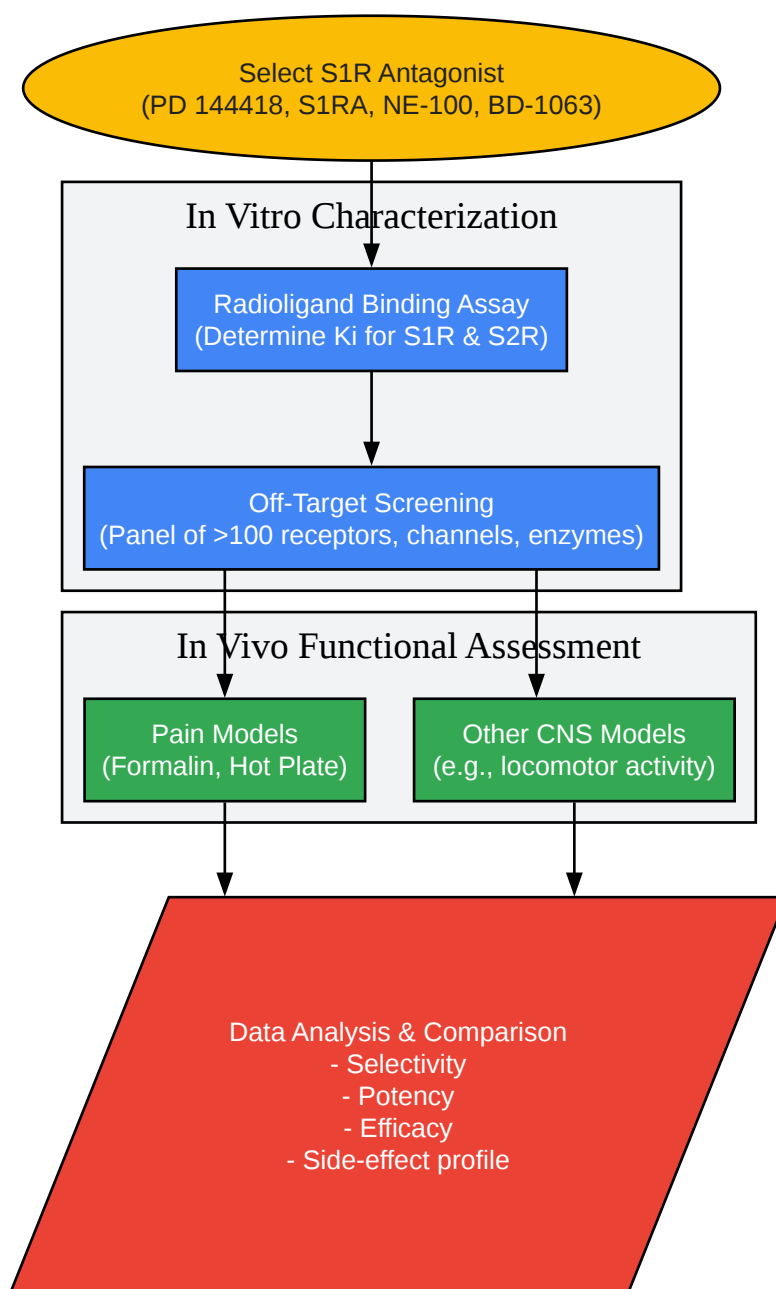 Select S1R Antagonist
(PD 144418, S1RA, NE-100, BD-1063)
In Vitro Characterization
Radioligand Binding Assay
(Determine Ki for S1R & S2R)
Off-Target Screening
(Panel of >100 receptors, channels, enzymes)
In Vivo Functional Assessment
Pain Models
(Formalin, Hot Plate)
Other CNS Models
(e.g., locomotor activity)
Data Analysis & Comparison
- Selectivity
- Potency
- Efficacy
- Side-effect profile